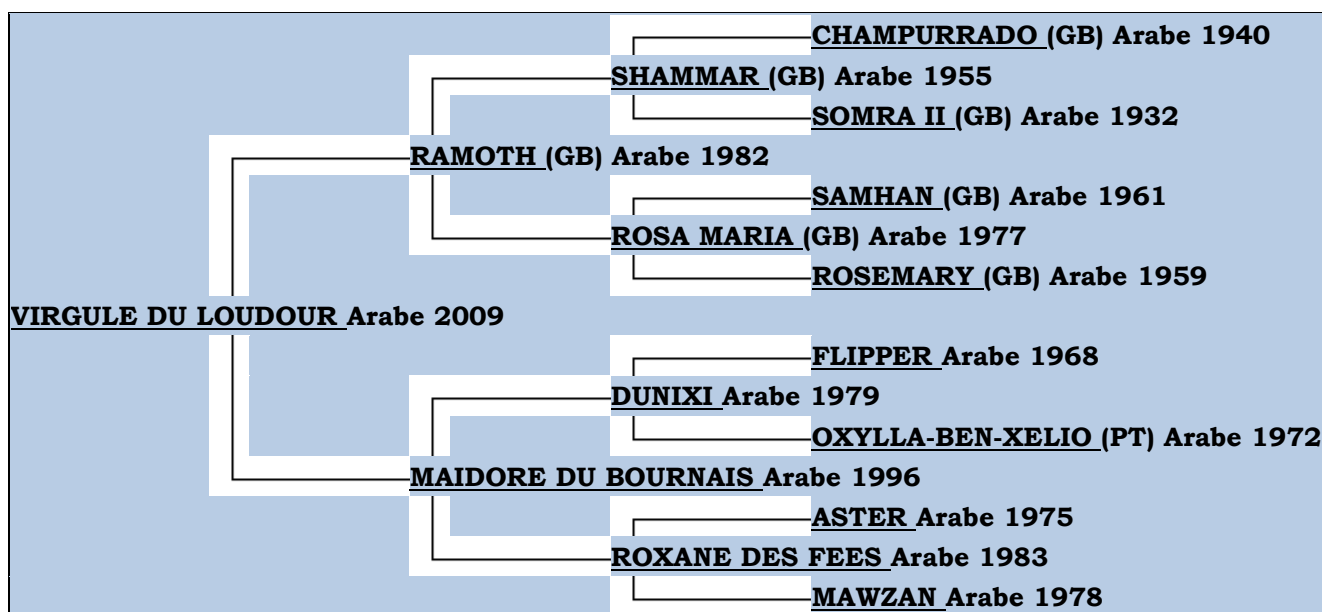 CHAMPURRADO (GB) Arabe 1940
SHAMMAR (GB) Arabe 1955
SOMRA II (GB) Arabe 1932
RAMOTH (GB) Arabe 1982
SAMHAN (GB) Arabe 1961
ROSA MARIA (GB) Arabe 1977
ROSEMARY (GB) Arabe 1959
VIRGULE DU LOUDOUR Arabe 2009
FLIPPER Arabe 1968
DUNIXI Arabe 1979
OXYLLA-BEN-XELIO (PT) Arabe 1972
MAIDORE DU BOURNAIS Arabe 1996
ASTER Arabe 1975
ROXANE DES FEES Arabe 1983
MAWZAN Arabe 1978